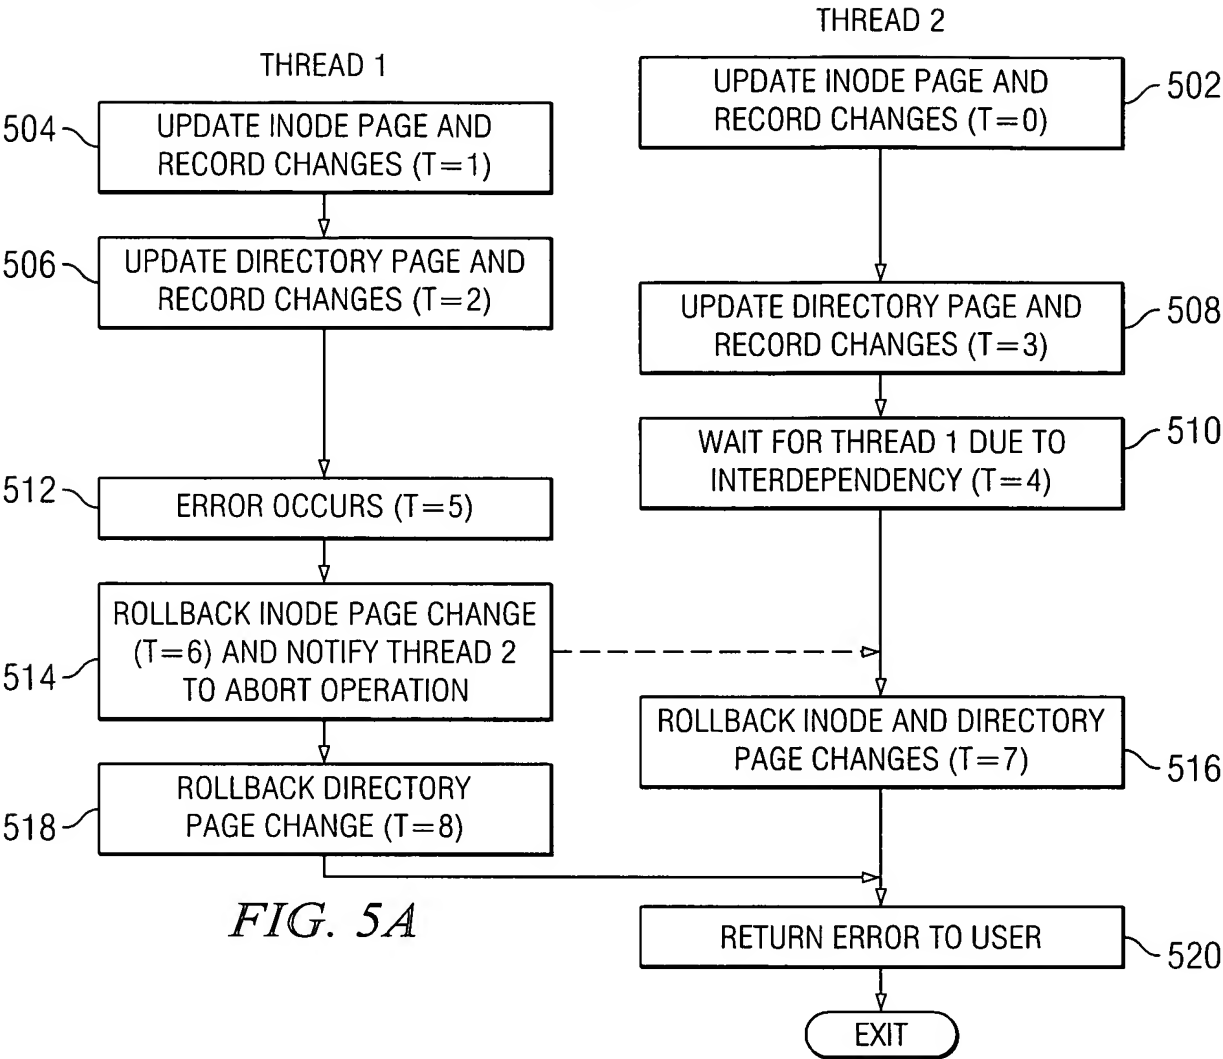 THREAD 2
THREAD 1
UPDATE INODE PAGE AND
RECORD CHANGES (T=0)
502
504
UPDATE INODE PAGE AND
RECORD CHANGES (T=1)
506
UPDATE DIRECTORY PAGE AND
RECORD CHANGES (T=2)
UPDATE DIRECTORY PAGE AND
RECORD CHANGES (T=3)
508
WAIT FOR THREAD 1 DUE TO
INTERDEPENDENCY (T=4)
510
512
ERROR OCCURS (T=5)
514
ROLLBACK INODE PAGE CHANGE
(T=6) AND NOTIFY THREAD 2
TO ABORT OPERATION
ROLLBACK INODE AND DIRECTORY
PAGE CHANGES (T=7)
516
518
ROLLBACK DIRECTORY
PAGE CHANGE (T=8)
FIG. 5A
RETURN ERROR TO USER
520
EXIT